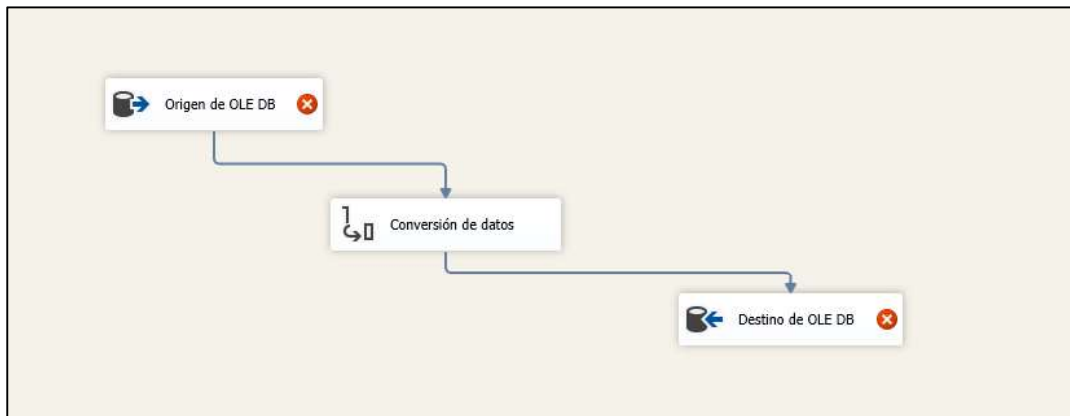 Origen de OLE DB
Conversión de datos
Destino de OLE DB